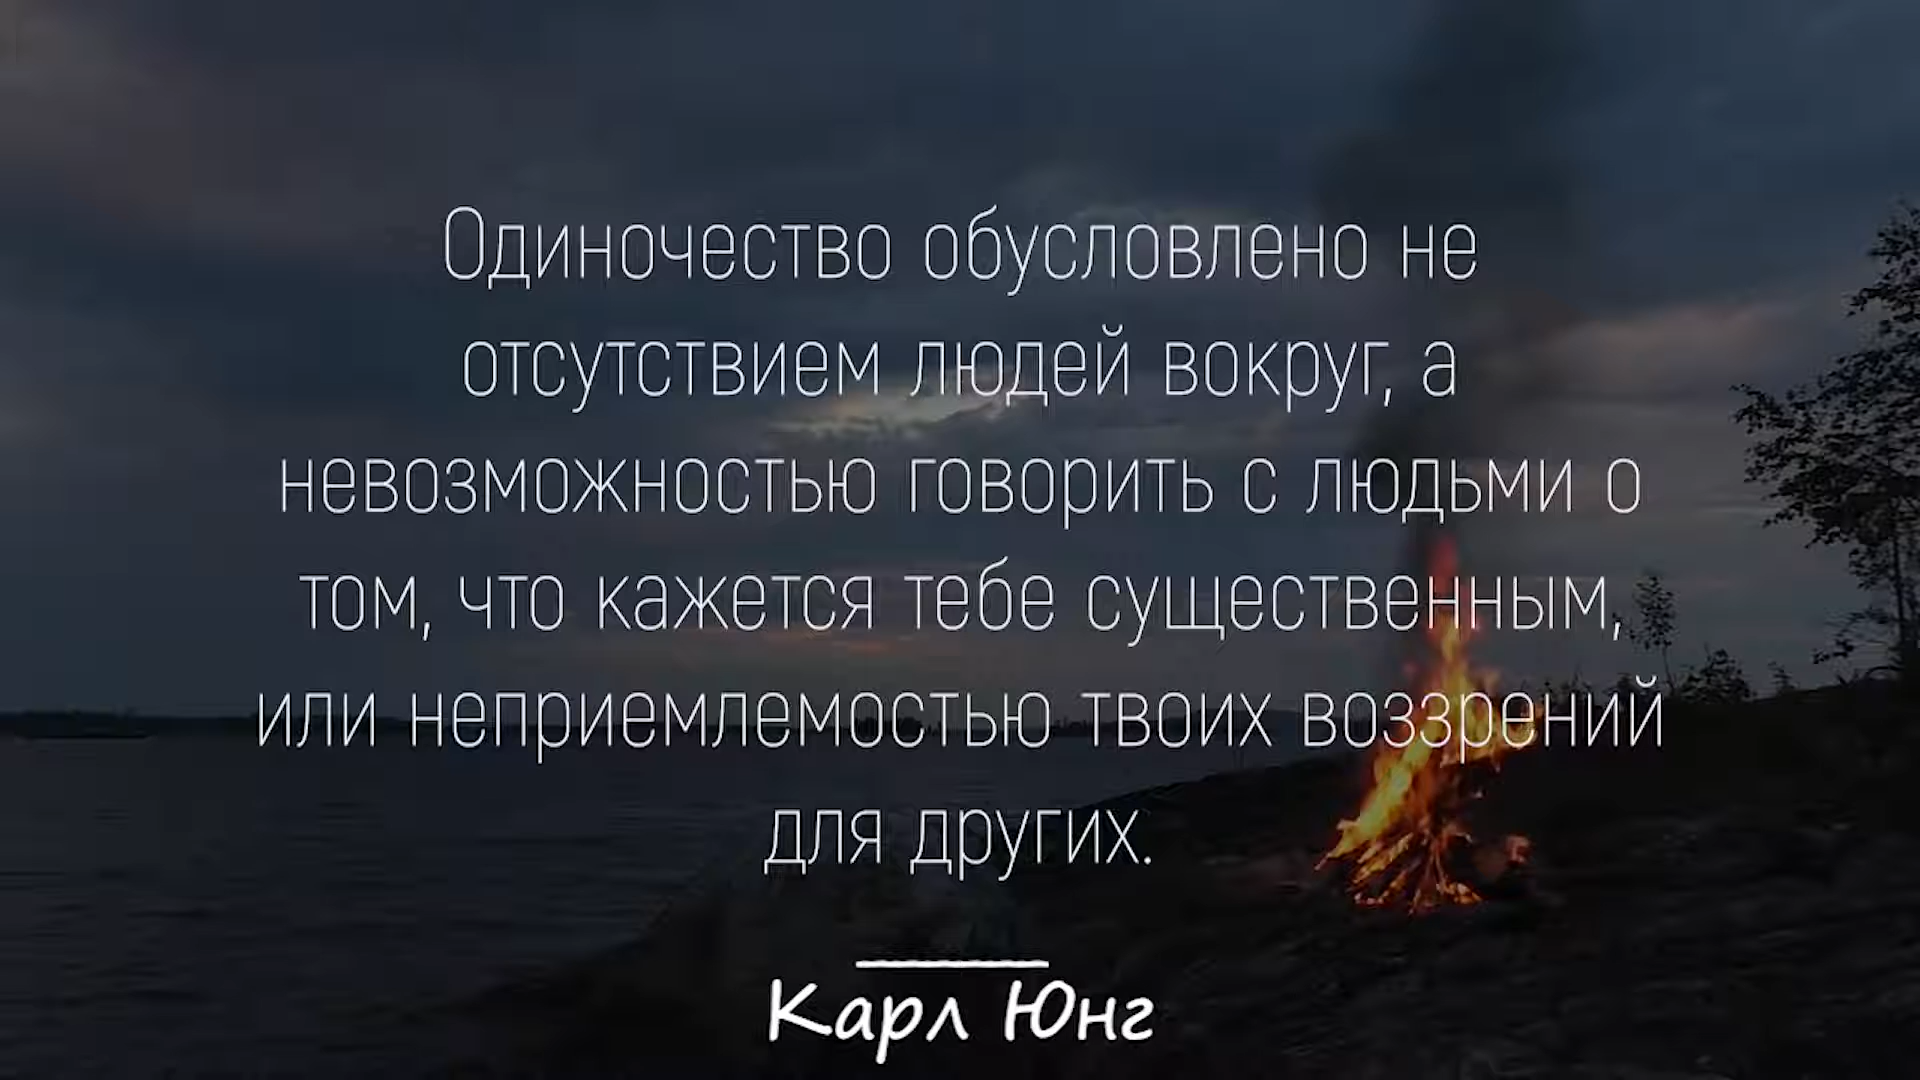 Одиночество обусловлено не
отсутствием людей вокруг, а
невозможностью говорить с людьми о
том, что кажется тебе существенным,
или неприемлемостью твоих воззрений
для других.
Карл Юнг